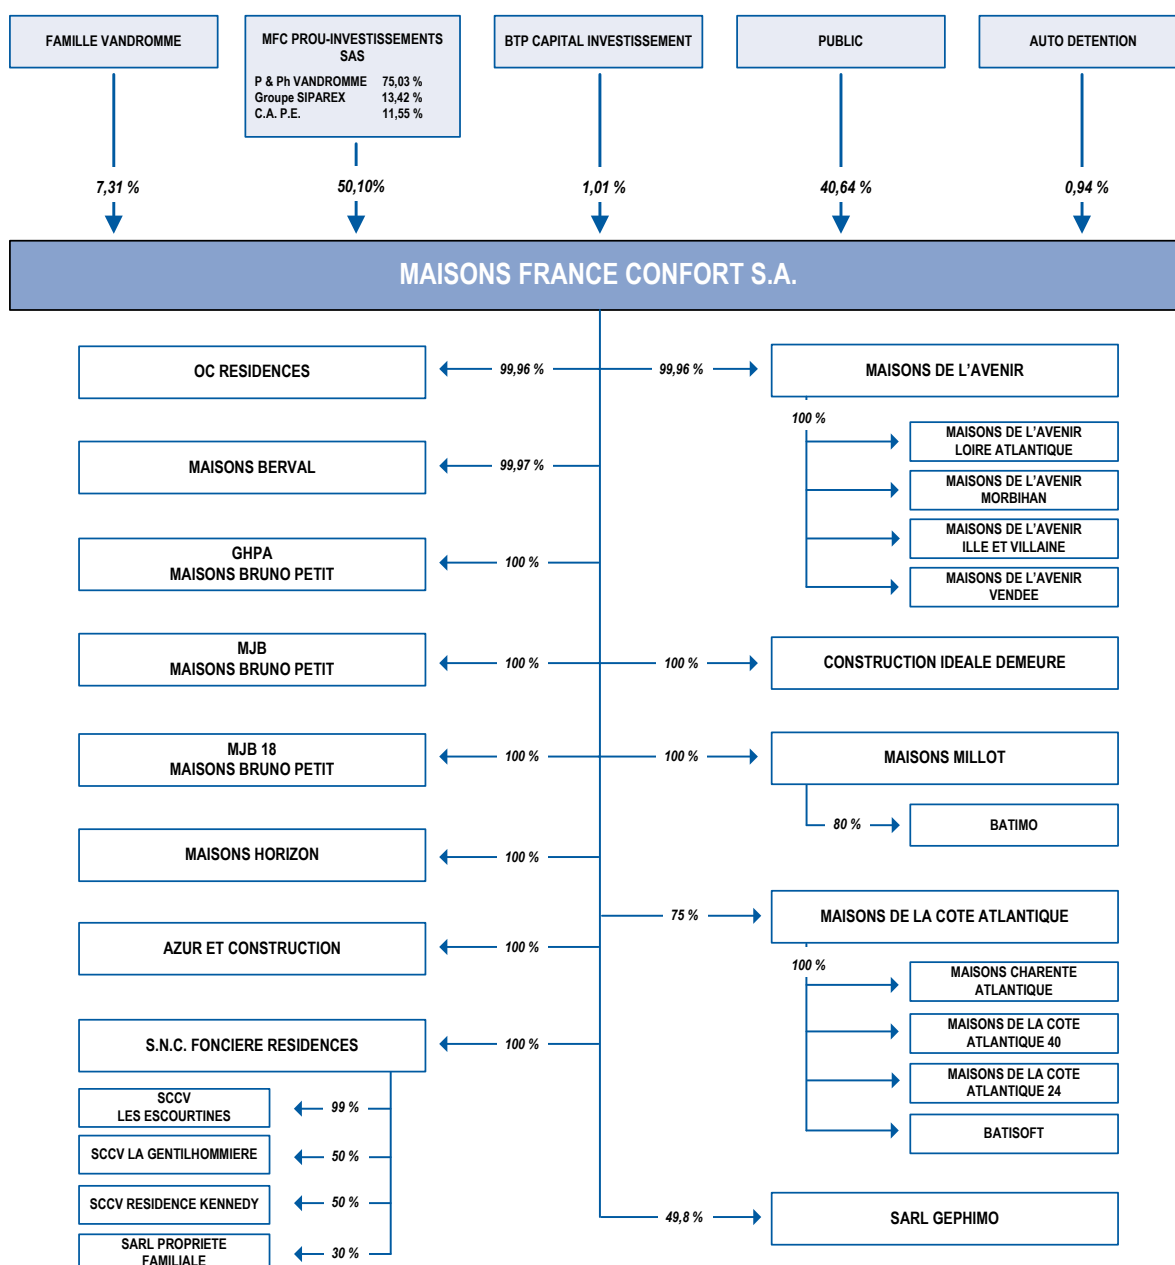 FAMILLE VANDROMME
MFC PROU-INVESTISSEMENTS
SAS
P & Ph VANDROMME 75,03 %
Groupe SIPAREX 13,42 %
C.A. P.E. 11,55 %
BTP CAPITAL INVESTISSEMENT
PUBLIC
AUTO DETENTION
7,31 %
50,10%
1,01 %
40,64 %
0,94 %
MAISONS FRANCE CONFORT S.A.
OC RESIDENCES
99,96 %
99,96 %
MAISONS DE L'AVENIR
100 %
MAISONS DE L'AVENIR
LOIRE ATLANTIQUE
MAISONS BERVAL
99,97 %
MAISONS DE L'AVENIR
MORBIHAN
MAISONS DE L'AVENIR
ILLE ET VILLAINE
GHPA
MAISONS BRUNO PETIT
100 %
MAISONS DE L'AVENIR
VENDEE
MJB
MAISONS BRUNO PETIT
100 %
100 %
CONSTRUCTION IDEALE DEMEURE
MJB 18
MAISONS BRUNO PETIT
100 %
100 %
MAISONS MILLOT
80 %
BATIMO
MAISONS HORIZON
100 %
75 %
MAISONS DE LA COTE ATLANTIQUE
AZUR ET CONSTRUCTION
100 %
100 %
MAISONS CHARENTE
ATLANTIQUE
MAISONS DE LA COTE
ATLANTIQUE 40
S.N.C. FONCIERE RESIDENCES
100 %
MAISONS DE LA COTE
ATLANTIQUE 24
SCCV
LES ESCOURTINES
99 %
BATISOFT
SCCV LA GENTILHOMMIERE
50 %
SCCV RESIDENCE KENNEDY
50 %
49,8 %
SARL GEPHIMO
SARL PROPRIETE
FAMILIALE
30 %